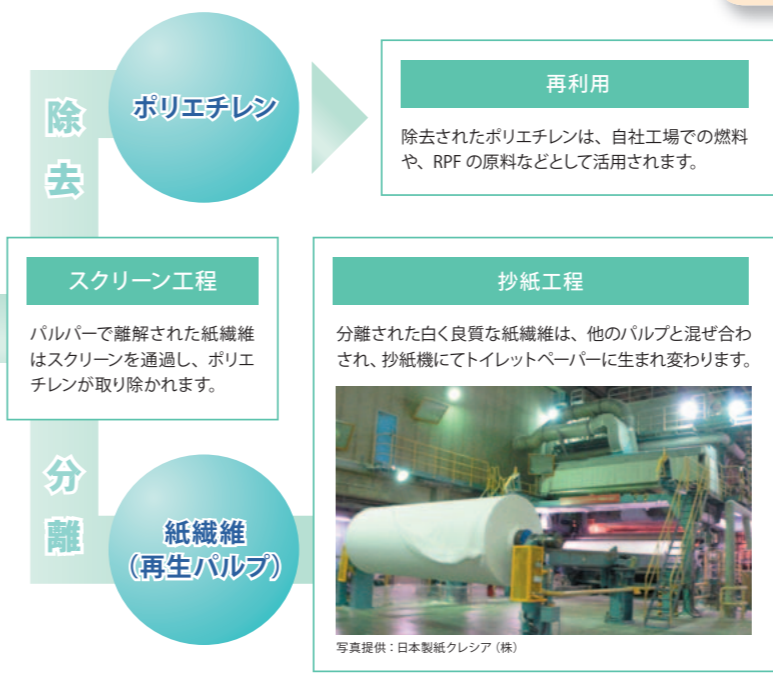 除去
ポリエチレン
再利用
除去されたポリエチレンは、自社工場での燃料
や、RPF の原料などとして活用されます。
スクリーン工程
パルパーで離解された紙繊維
はスクリーンを通過し、ポリエ
チレンが取り除かれます。
抄紙工程
分離された白く良質な紙繊維は、他のパルプと混ぜ合わ
され、抄紙機にてトイレットペーパーに生まれ変わります。
分離
紙繊維
（再生パルプ）
写真提供：日本製紙クレシア（株）